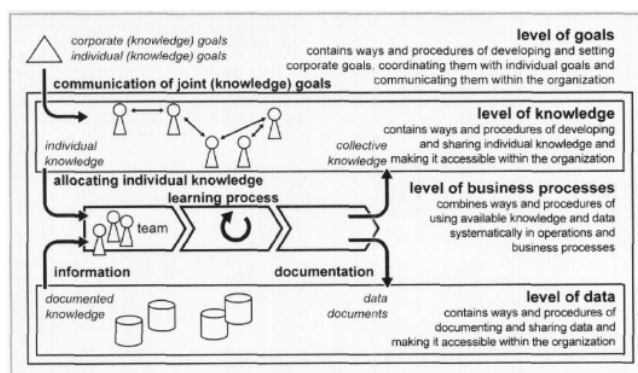 corporate (knowledge) goals
individual (knowledge) goals
level of goals
contains ways and procedures of developing and setting
corporate goals, coordinating them with individual goals and
communicating them within the organization
communication of joint (knowledge) goals
level of knowledge
contains ways and procedures of developing
and sharing individual knowledge and
making it accessible within the organization
individual
knowledge
collective
knowledge
allocating individual knowledge
learning process
team
level of business processes
combines ways and procedures of
using available knowledge and data
systematically in operations and
business processes
information
documentation
documented
knowledge
data
documents
level of data
contains ways and procedures of
documenting and sharing data and
making it accessible within the organization